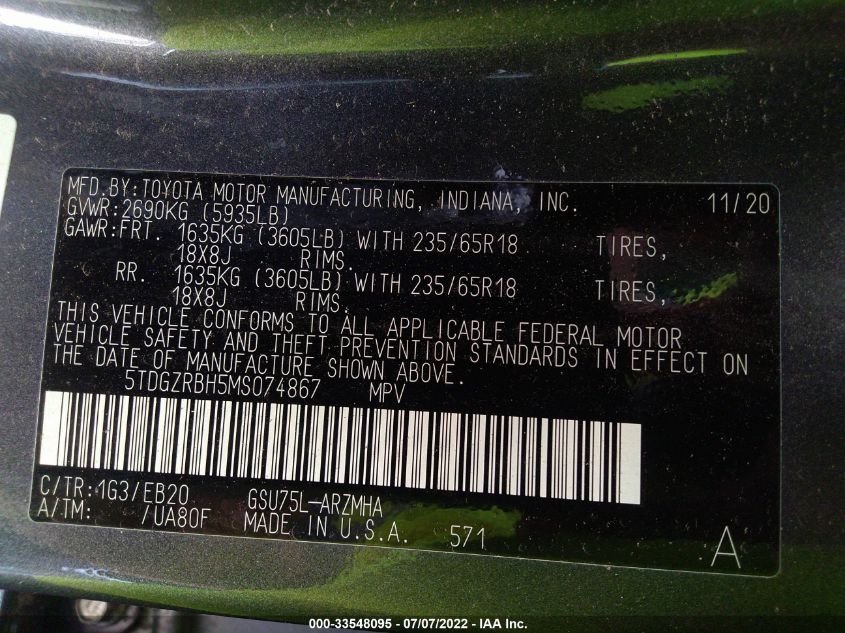 MFD.BY:TOYOTA MOTOR MANUFACTURING, INDIANA, INC. 11/20
GVWR:2690KG (5935LB)
GAWR:FRT. 1635KG (3605LB) WITH 235/65R18 TIRES,
18X8J RIMS.
RR. 1635KG (3605LB) WITH 235/65R18 TIRES,
18X8J RIMS.
THIS VEHICLE CONFORMS TO ALL APPLICABLE FEDERAL MOTOR
VEHICLE SAFETY AND THEFT PREVENTION STANDARDS IN EFFECT ON
THE DATE OF MANUFACTURE SHOWN ABOVE.
5TDGZRBH5MS074867 MPV
C/TR:1G3/EB20 GSU75L-ARZMHA
A/TM: /UA80F MADE IN U.S.A. 571 A
000-33548095 - 07/07/2022 - IAA Inc.